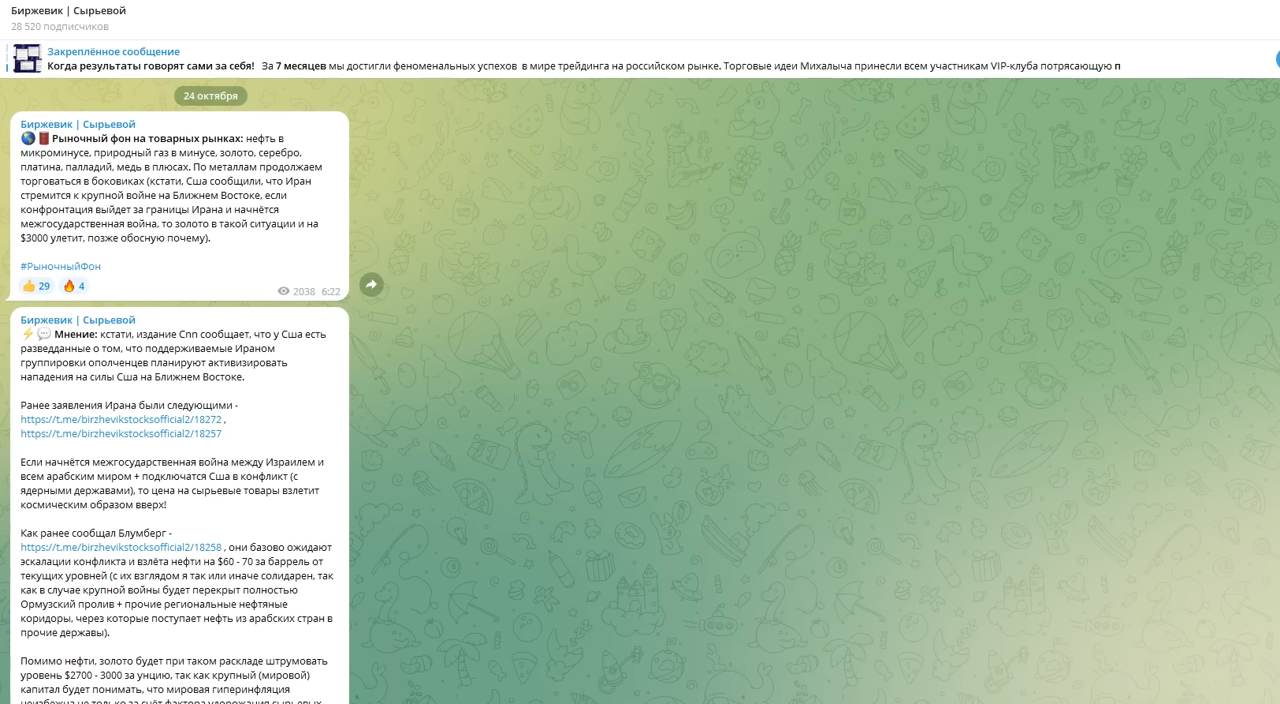 Биржевик | Сырьевой
28 520 подписчиков
Закреплённое сообщение
Когда результаты говорят сами за себя! За 7 месяцев мы достигли феноменальных успехов в мире трейдинга на российском рынке. Торговые идеи Михалыча принесли всем участникам VIP-клуба потрясающую п
24 октября
Биржевик | Сырьевой
Рыночный фон на товарных рынках: нефть в
микроминусе, природный газ в минусе, золото, серебро,
платина, палладий, медь в плюсах. По металлам продолжаем
торговаться в боковиках (кстати, Сша сообщили, что Иран
стремится к крупной войне на Ближнем Востоке, если
конфронтация выйдет за границы Ирана и начнётся
межгосударственная война, то золото в такой ситуации и на
$3000 улетит, позже обосную почему).
#РыночныйФон
29 4
2038 6:22
Биржевик | Сырьевой
Мнение: кстати, издание Cnn сообщает, что у Сша есть
разведданные о том, что поддерживаемые Ираном
группировки ополченцев планируют активизировать
нападения на силы Сша на Ближнем Востоке.
Ранее заявления Ирана были следующими -
https://t.me/birzhevikstocksofficial2/18272 ,
https://t.me/birzhevikstocksofficial2/18257
Если начнётся межгосударственная война между Израилем и
всем арабским миром + подключатся Сша в конфликт (с
ядерными державами), то цена на сырьевые товары взлетит
космическим образом вверх!
Как ранее сообщал Блумберг -
https://t.me/birzhevikstocksofficial2/18258 , они базово ожидают
эскалации конфликта и взлёта нефти на $60 - 70 за баррель от
текущих уровней (с их взглядом я так или иначе солидарен, так
как в случае крупной войны будет перекрыт полностью
Ормузский пролив + прочие региональные нефтяные
коридоры, через которые поступает нефть из арабских стран в
прочие державы).
Помимо нефти, золото будет при таком раскладе штрумовать
уровень $2700 - 3000 за унцию, так как крупный (мировой)
капитал будет понимать, что мировая гиперинфляция
неизбежна не только за счёт фактора удорожания сырьевых